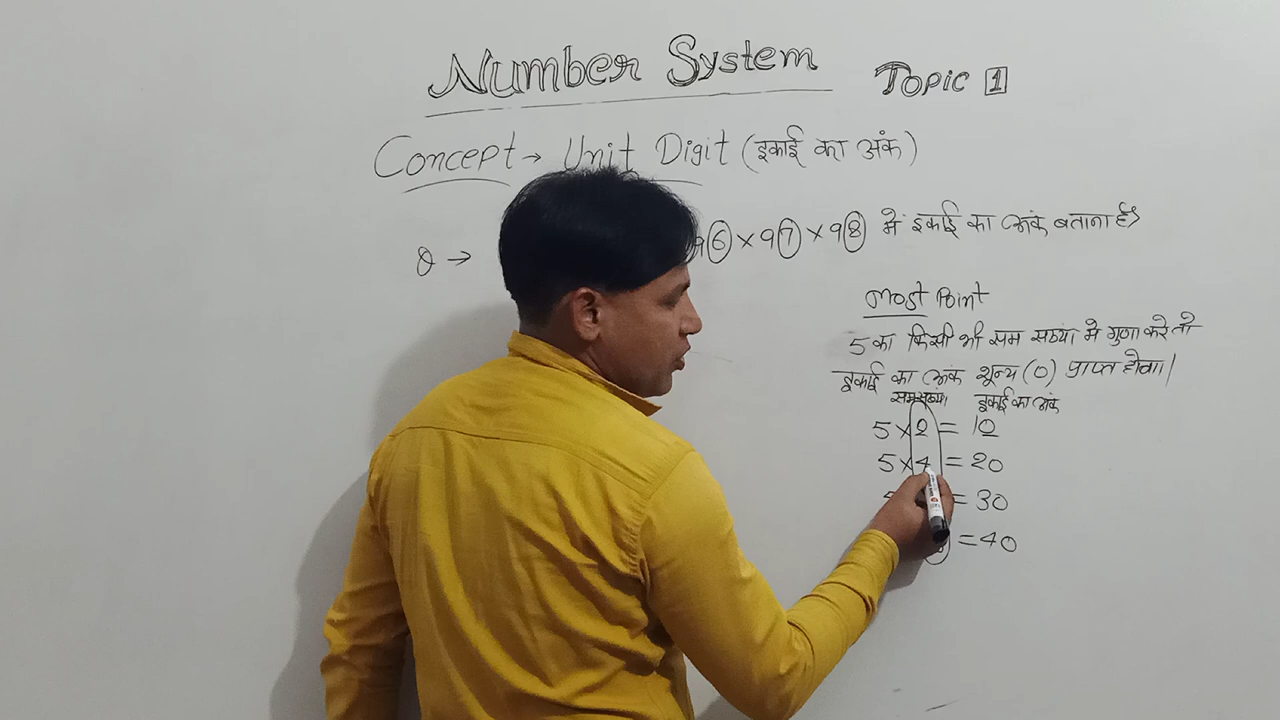 Number System Topic 1
Concept → Unit Digit (इकाई का अंक)
Q → 96 × 97 × 98 में इकाई का अंक बताना है?
Most Point
5 का किसी भी सम संख्या में गुणा करे तो
इकाई का अंक शून्य (0) प्राप्त होगा।
सम संख्या इकाई का अंक
5 × 2 = 10
5 × 4 = 20
= 30
= 40